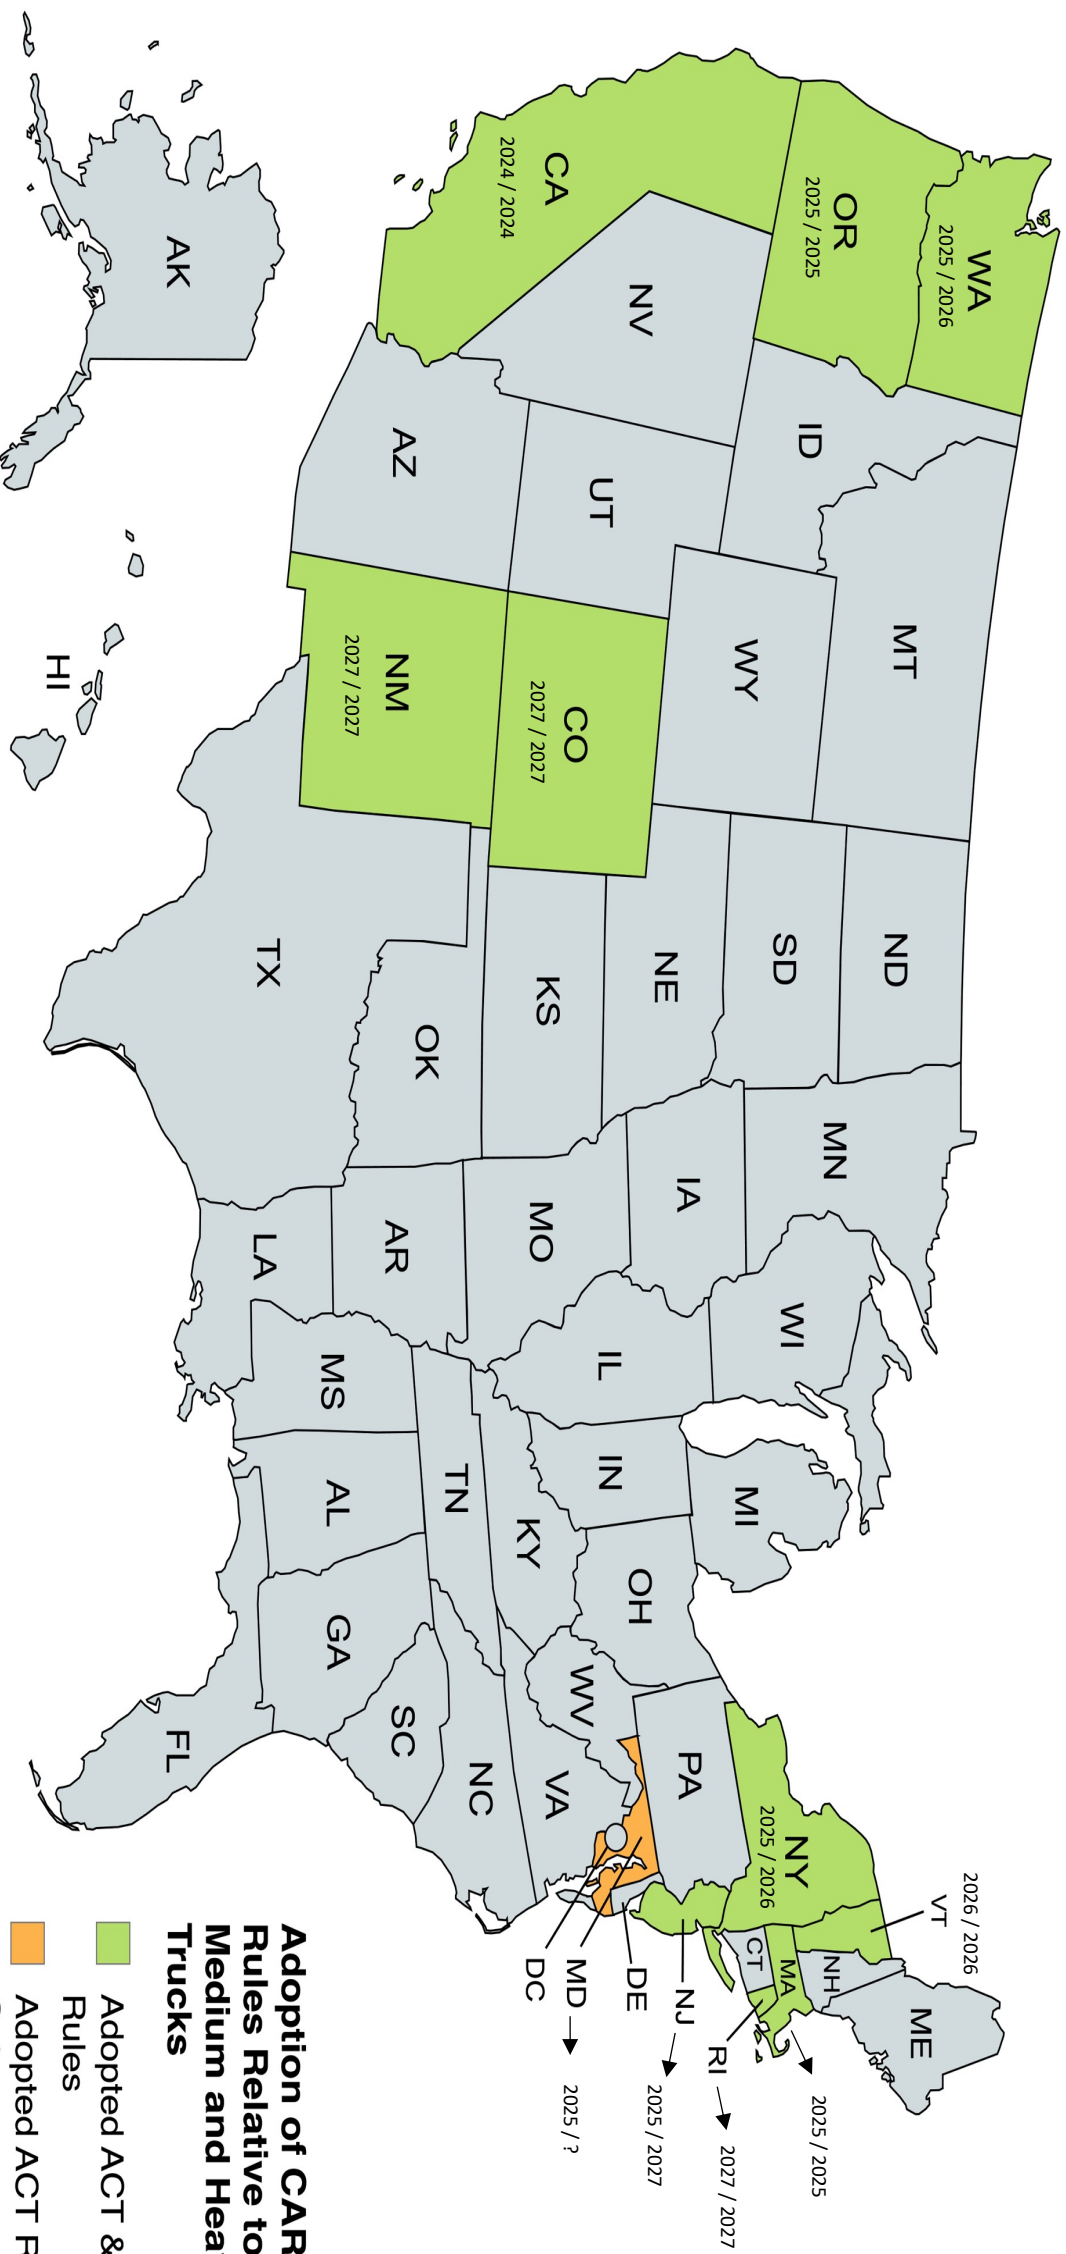 WA
2025 / 2026
OR
2025 / 2025
CA
2024 / 2024
NV
ID
MT
WY
UT
AZ
CO
2027 / 2027
NM
2027 / 2027
ND
SD
NE
KS
OK
TX
MN
IA
MO
AR
LA
WI
IL
MI
IN
OH
KY
TN
MS
AL
GA
FL
SC
NC
VA
WV
PA
NY
2025 / 2026
2026 / 2026
VT
NH
ME
MA
2025 / 2025
CT
RI
2027 / 2027
NJ
2025 / 2027
DE
MD
2025 / ?
DC
AK
HI
Adoption of CAR
Rules Relative to
Medium and Hea
Trucks
Adopted ACT &
Rules
Adopted ACT R